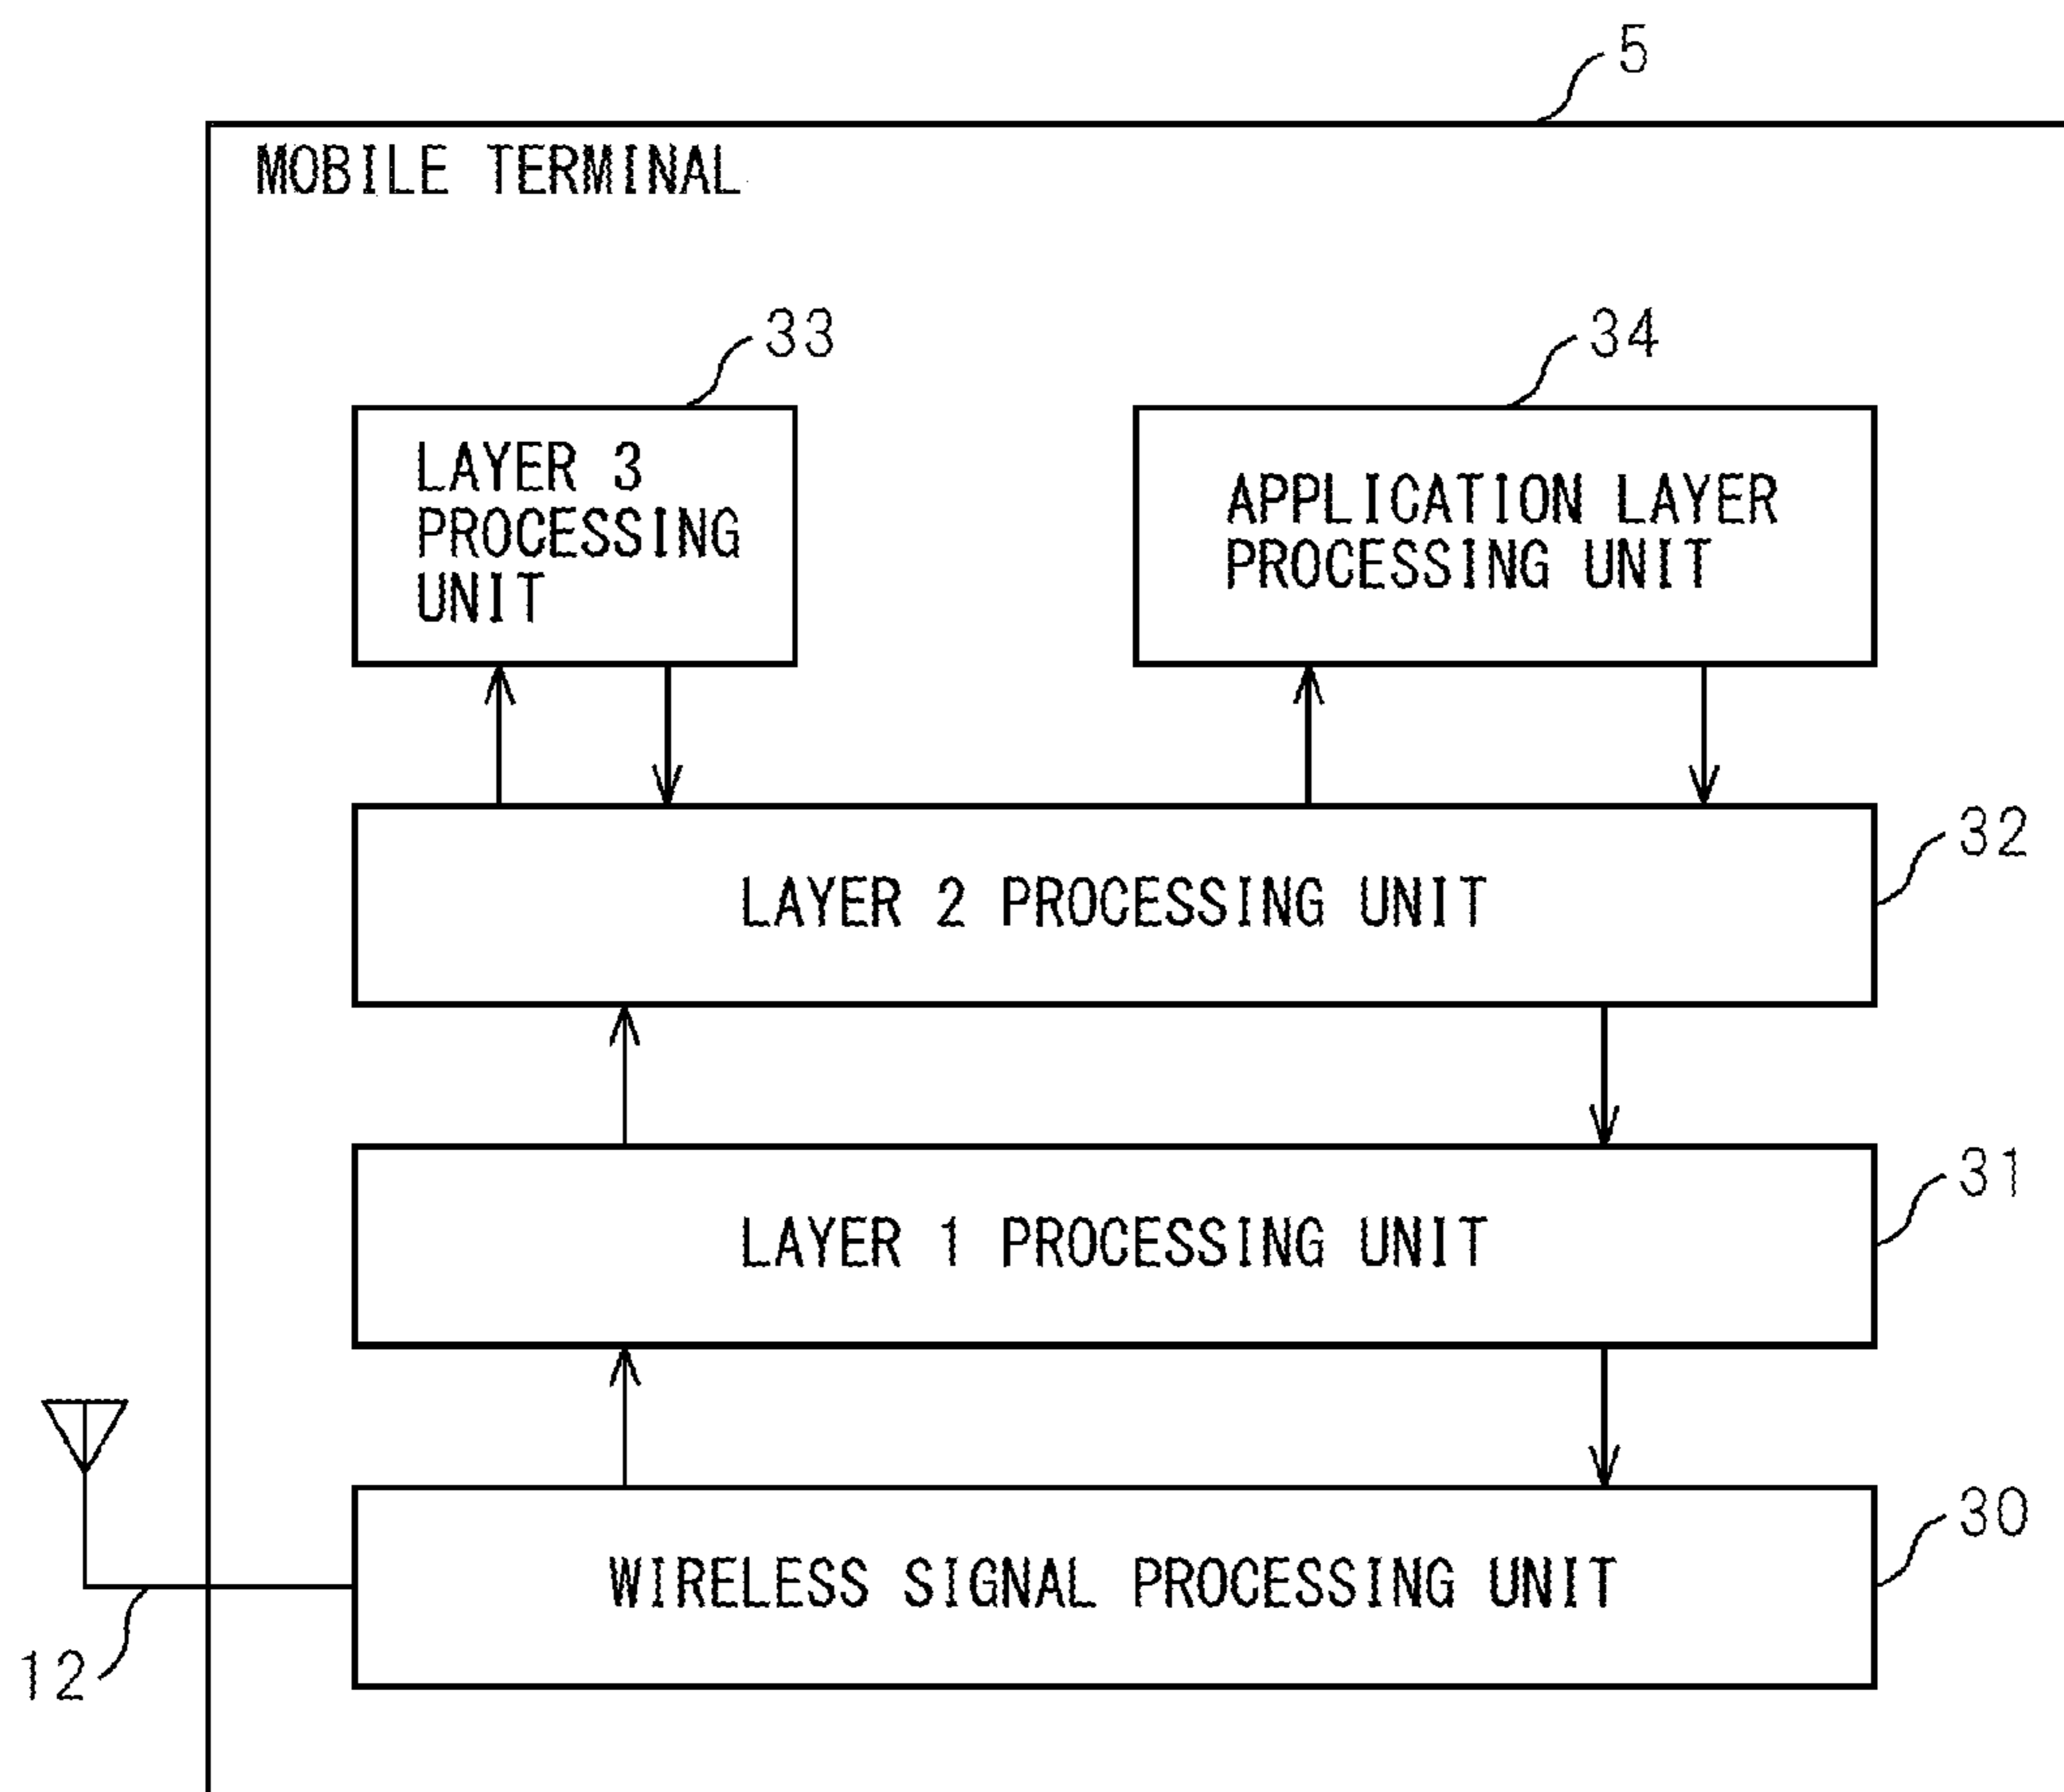 5
MOBILE TERMINAL
33
34
LAYER 3
PROCESSING
UNIT
APPLICATION LAYER
PROCESSING UNIT
32
LAYER 2 PROCESSING UNIT
31
LAYER 1 PROCESSING UNIT
30
WIRELESS SIGNAL PROCESSING UNIT
12